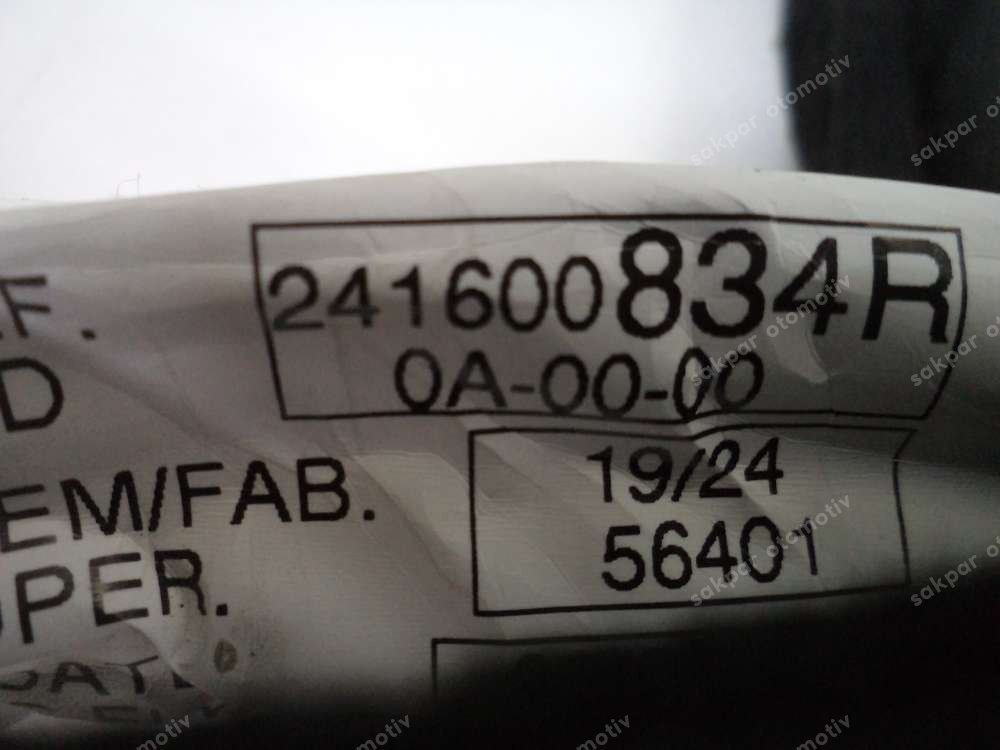 241600834R
0A-00-00
19/24
EM/FAB.
56401
PER.
sakpar otomotiv